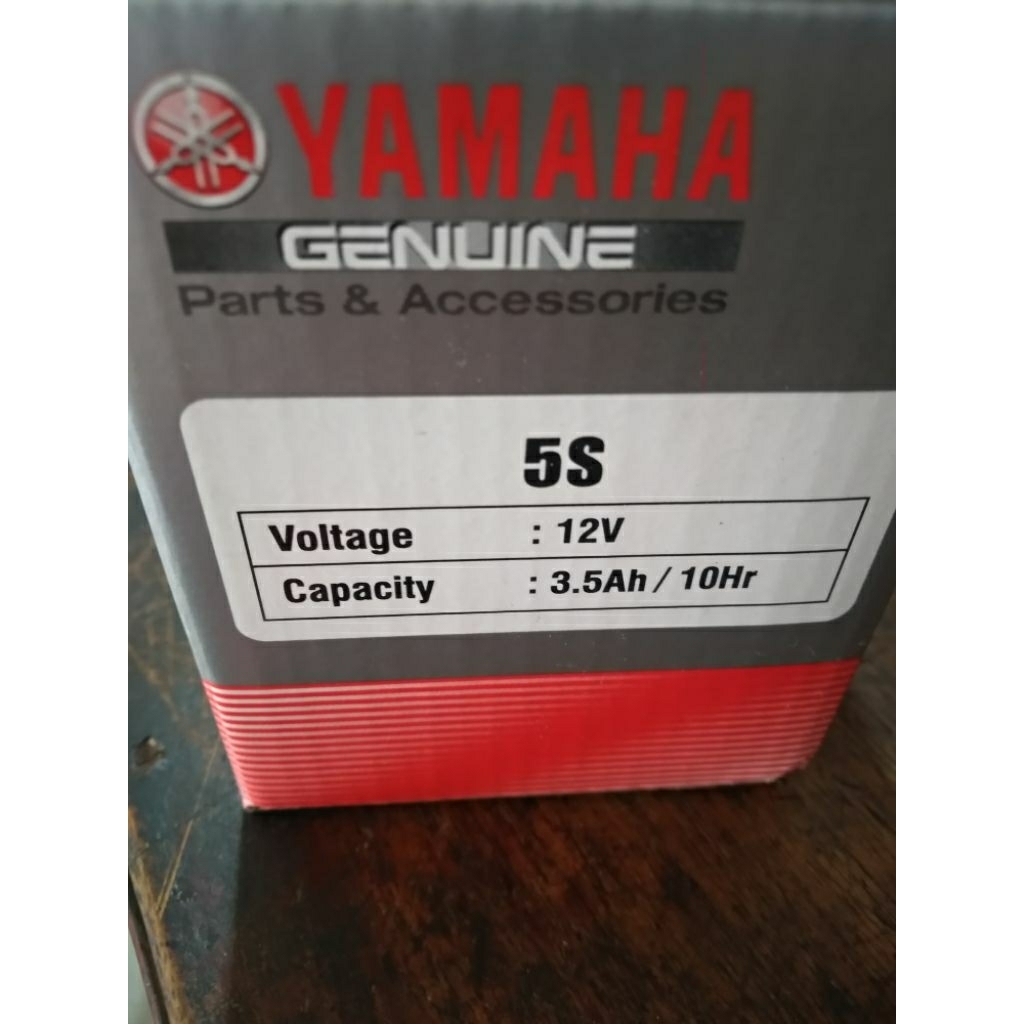 YAMAHA
GENUINE
Parts & Accessories
5S
Voltage : 12V
Capacity : 3.5Ah / 10Hr